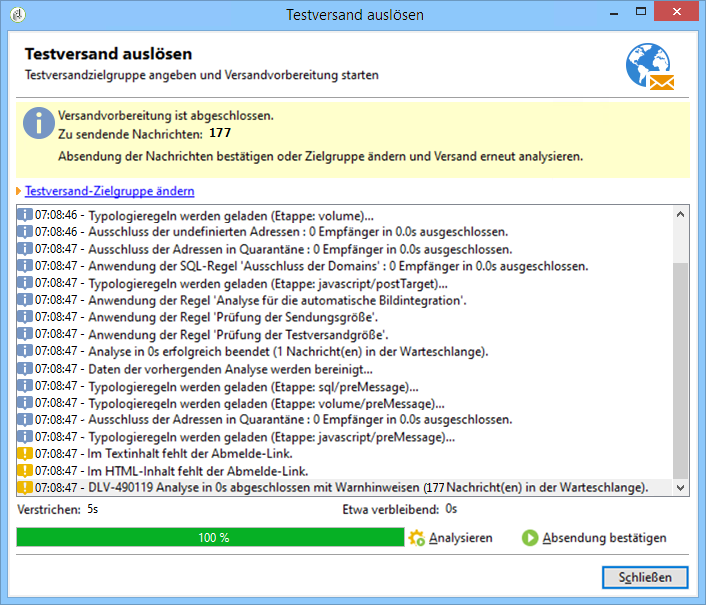 Testversand auslösen
Testversand auslösen
Testversandzielgruppe angeben und Versandvorbereitung starten
Versandvorbereitung ist abgeschlossen.
Zu sendende Nachrichten: 177
Absendung der Nachrichten bestätigen oder Zielgruppe ändern und Versand erneut analysieren.
Testversand-Zielgruppe ändern
07:08:46 - Typologieregeln werden geladen (Etappe: volume)...
07:08:46 - Ausschluss der undefinierten Adressen : 0 Empfänger in 0.0s ausgeschlossen.
07:08:47 - Ausschluss der Adressen in Quarantäne : 0 Empfänger in 0.0s ausgeschlossen.
07:08:47 - Anwendung der SQL-Regel 'Ausschluss der Domains' : 0 Empfänger in 0.0s ausgeschlossen.
07:08:47 - Typologieregeln werden geladen (Etappe: javascript/postTarget)...
07:08:47 - Anwendung der Regel 'Analyse für die automatische Bildintegration'.
07:08:47 - Anwendung der Regel 'Prüfung der Sendungsgröße'.
07:08:47 - Anwendung der Regel 'Prüfung der Testversandgröße'.
07:08:47 - Analyse in 0s erfolgreich beendet (1 Nachricht(en) in der Warteschlange).
07:08:47 - Daten der vorhergenden Analyse werden bereinigt...
07:08:47 - Typologieregeln werden geladen (Etappe: sql/preMessage)...
07:08:47 - Typologieregeln werden geladen (Etappe: volume/preMessage)...
07:08:47 - Ausschluss der Adressen in Quarantäne : 0 Empfänger in 0.0s ausgeschlossen.
07:08:47 - Typologieregeln werden geladen (Etappe: javascript/preMessage)...
07:08:47 - Im Textinhalt fehlt der Abmelde-Link.
07:08:47 - Im HTML-Inhalt fehlt der Abmelde-Link.
07:08:47 - DLV-490119 Analyse in 0s abgeschlossen mit Warnhinweisen (177 Nachricht(en) in der Warteschlange).
Verstrichen: 5s Etwa verbleibend: 0s
100 % Analysieren Absendung bestätigen
Schließen